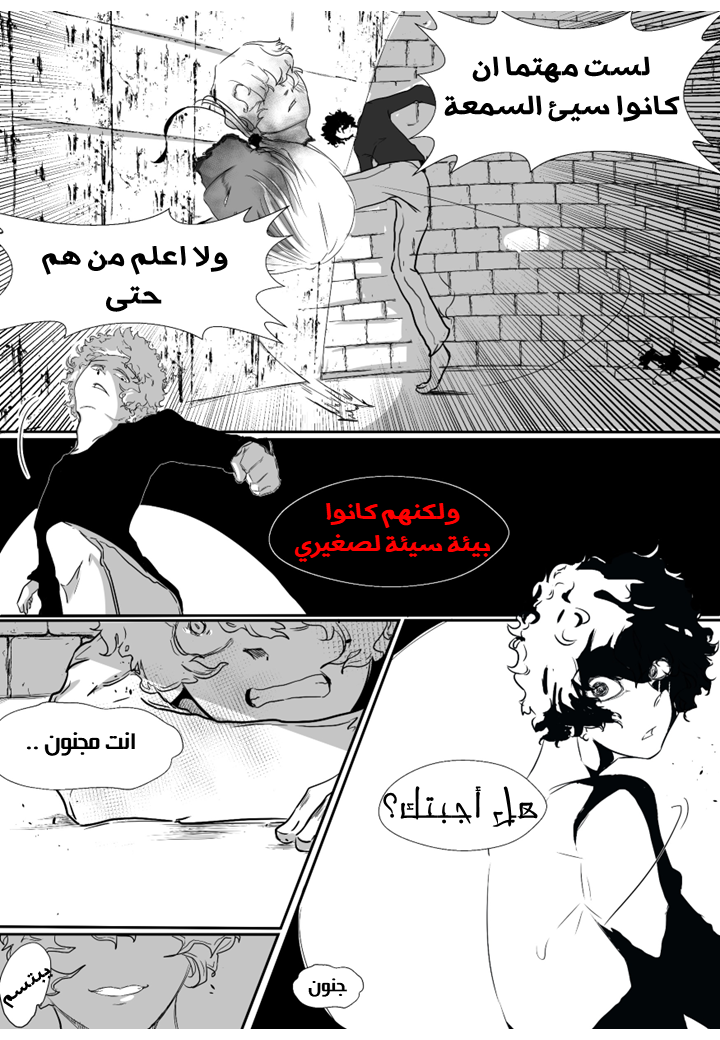 لست مهتما ان
كانوا سيئ السمعة
ولا اعلم من هم
حتى
ولكنهم كانوا
بيئة سيئة لصغيري
انت مجنون ..
هل أجبتك؟
جنون
يبتسم